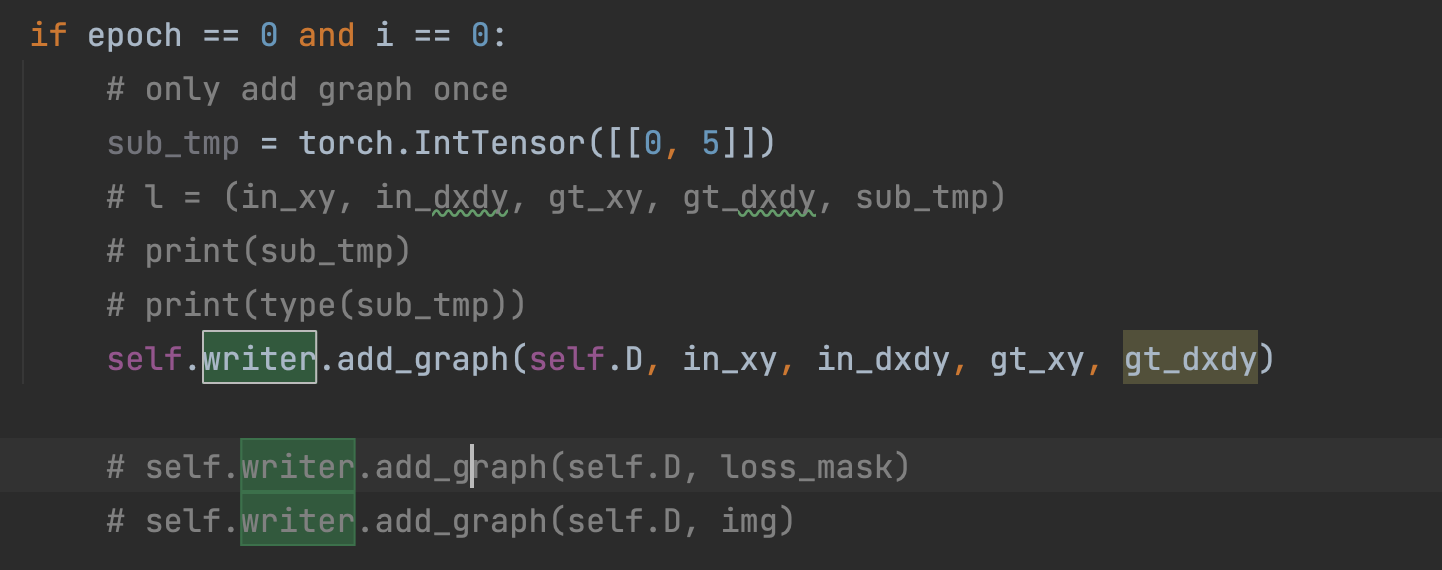 if epoch == 0 and i == 0:
# only add graph once
sub_tmp = torch.IntTensor([[0, 5]])
# l = (in_xy, in_dxdy, gt_xy, gt_dxdy, sub_tmp)
# print(sub_tmp)
# print(type(sub_tmp))
self.writer.add_graph(self.D, in_xy, in_dxdy, gt_xy, gt_dxdy)
# self.writer.add_graph(self.D, loss_mask)
# self.writer.add_graph(self.D, img)